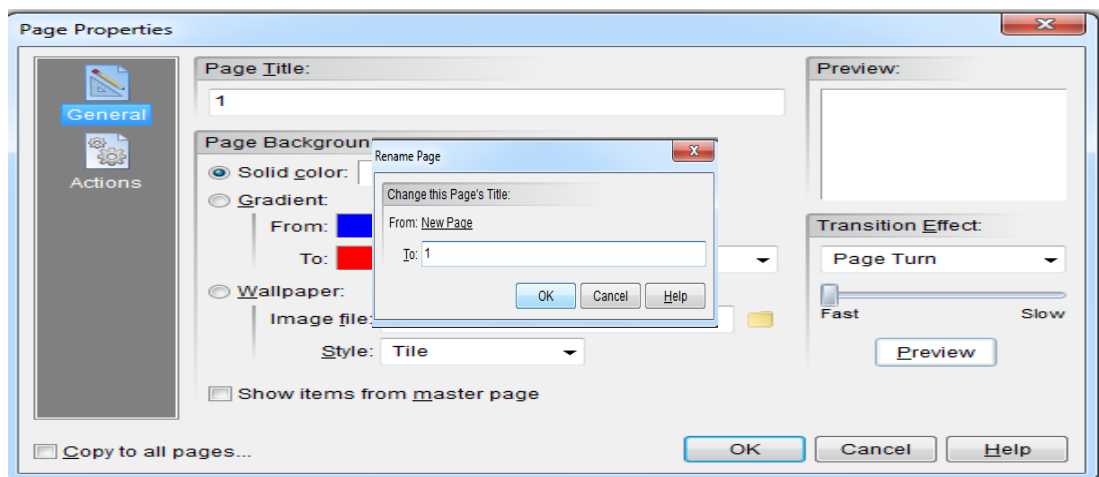 Page Properties
General
Actions
Page Title:
1
Page Backgroun
Solid color:
Gradient:
From:
To:
Wallpaper:
Image file:
Style: Tile
Show items from master page
Copy to all pages...
Rename Page
Change this Page's Title:
From: New Page
To: 1
OK Cancel Help
Preview:
Transition Effect:
Page Turn
Fast Slow
Preview
OK Cancel Help